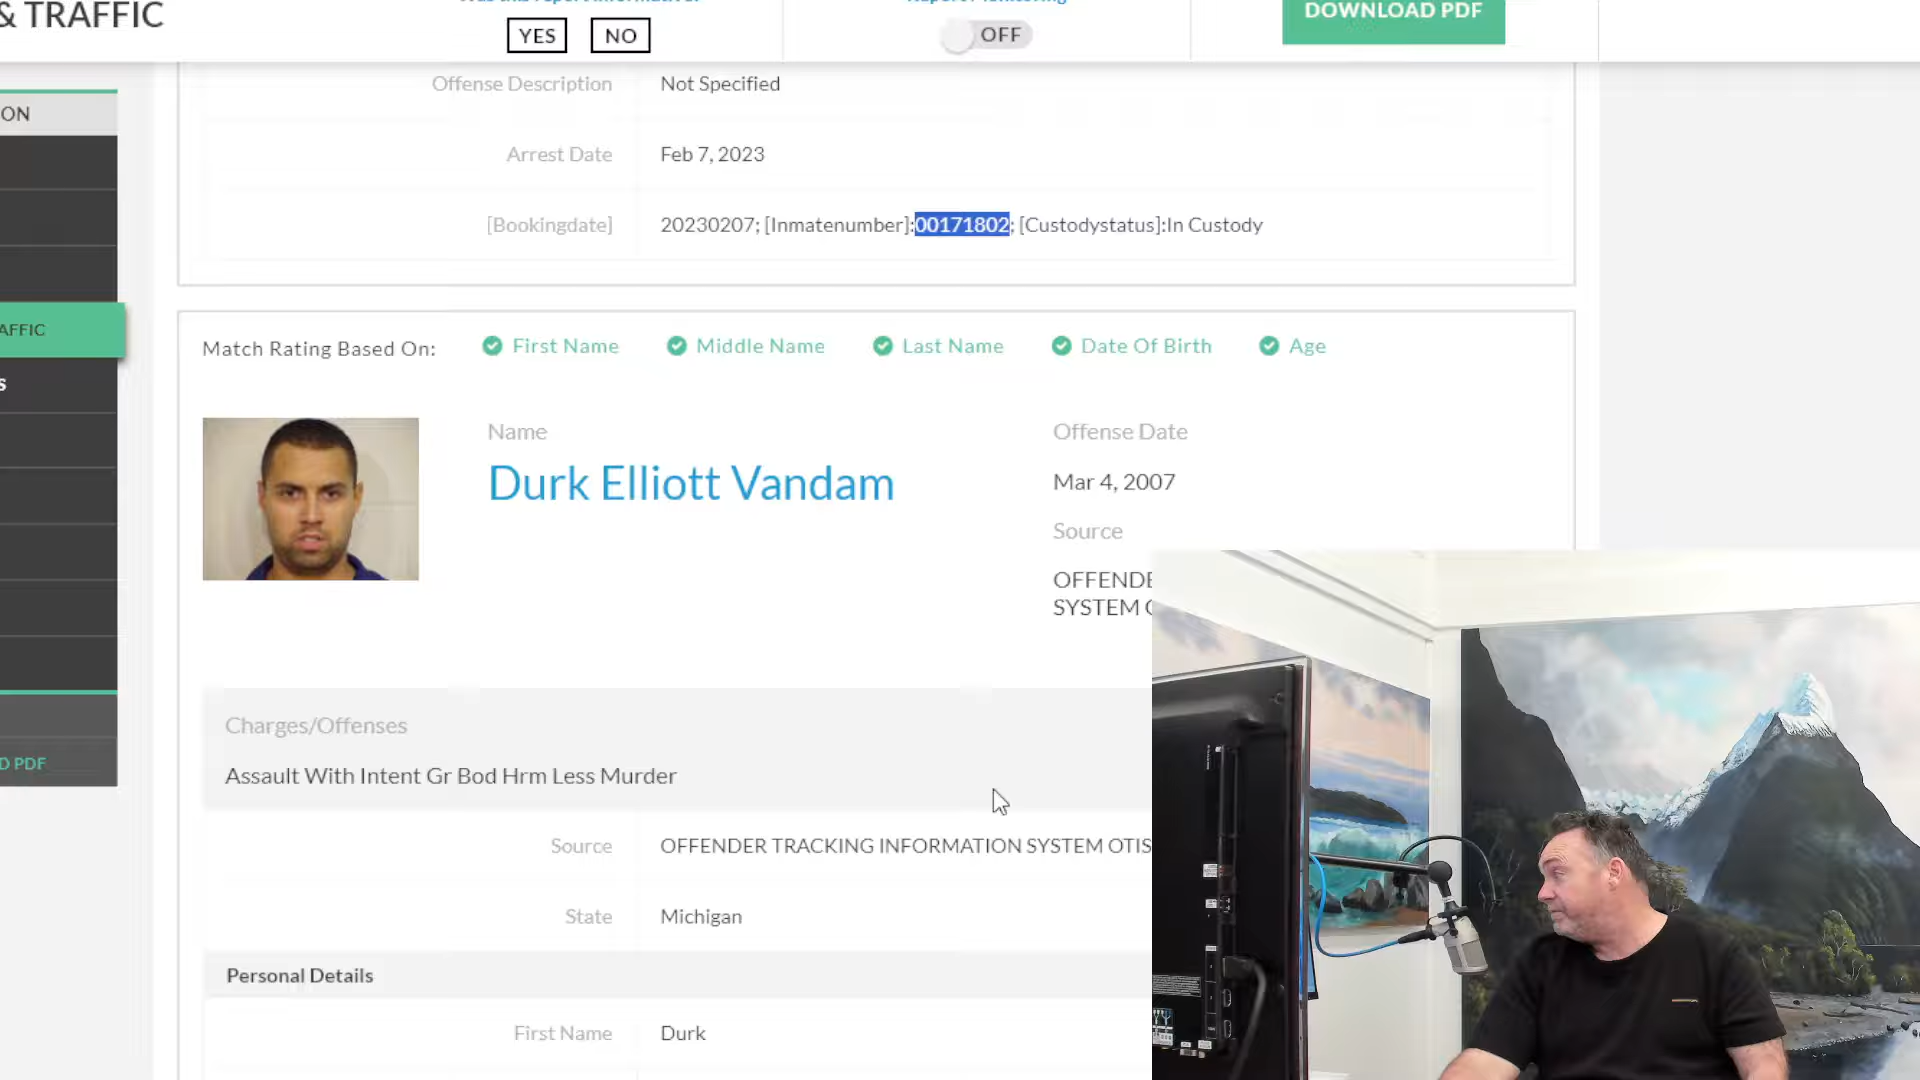 & TRAFFIC
YES
NO
OFF
DOWNLOAD PDF
Offense Description
Not Specified
ON
Arrest Date
Feb 7, 2023
[Bookingdate]
20230207; [Inmatenumber]:00171802; [Custodystatus]:In Custody
AFFIC
Match Rating Based On:
First Name
Middle Name
Last Name
Date Of Birth
Age
S
Name
Durk Elliott Vandam
Offense Date
Mar 4, 2007
Source
OFFENDE
SYSTEM
Charges/Offenses
Assault With Intent Gr Bod Hrm Less Murder
D PDF
Source
OFFENDER TRACKING INFORMATION SYSTEM OTIS
State
Michigan
Personal Details
First Name
Durk